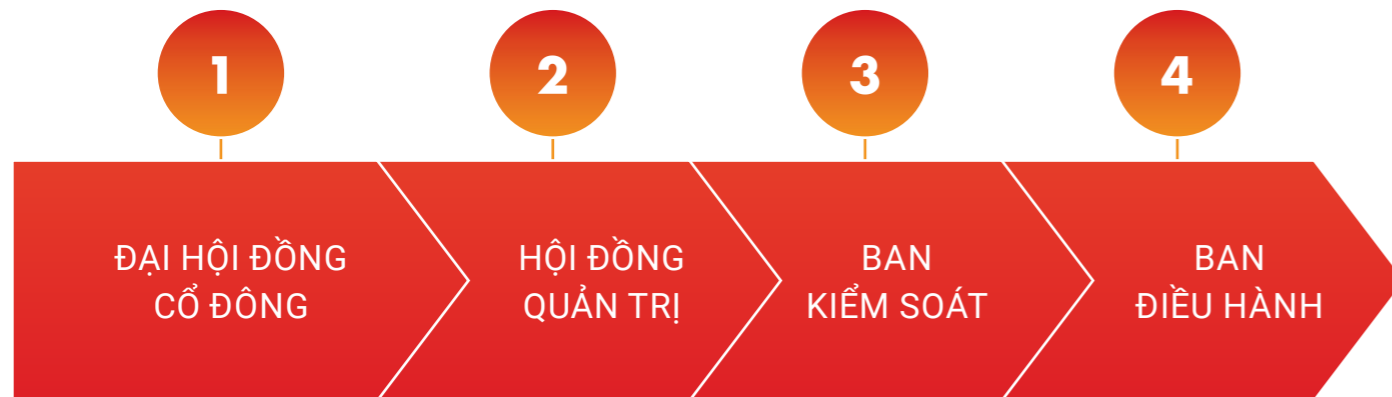 1
2
3
4
ĐẠI HỘI ĐỒNG
CỔ ĐÔNG
HỘI ĐỒNG
QUẢN TRỊ
BAN
KIỂM SOÁT
BAN
ĐIỀU HÀNH